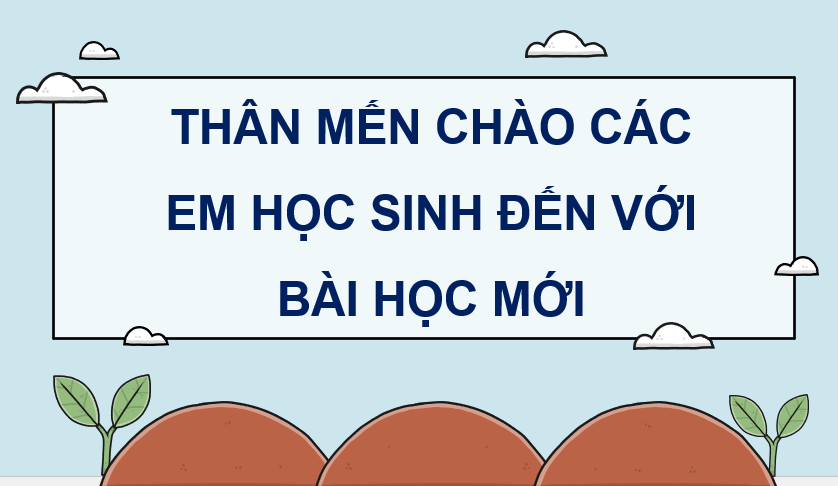 THÂN MẾN CHÀO CÁC
EM HỌC SINH ĐẾN VỚI
BÀI HỌC MỚI